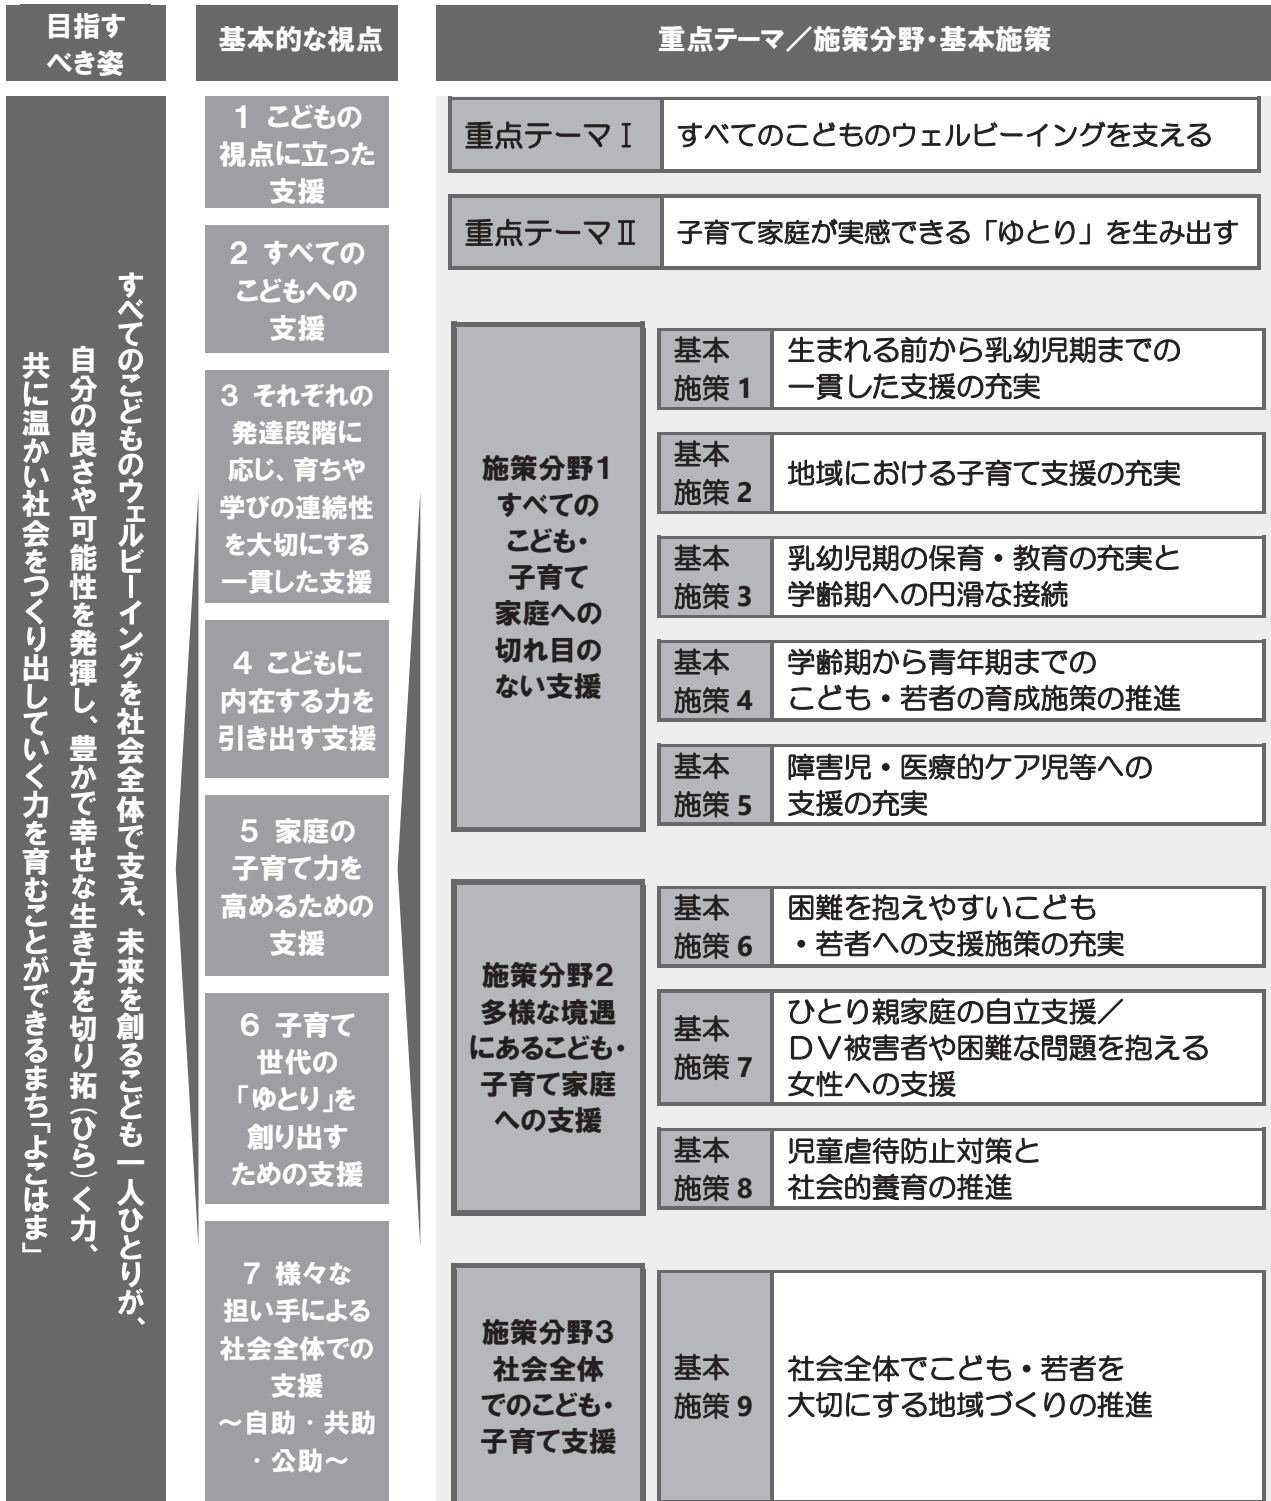 目指す
べき姿
基本的な視点
重点テーマ／施策分野・基本施策
すべてのこどものウェルビーイングを社会全体で支え、未来を創るこども一人ひとりが、
自分の良さや可能性を発揮し、豊かで幸せな生き方を切り拓（ひら）く力、
共に温かい社会をつくり出していく力を育むことができるまち「よこはま」
1 こどもの
視点に立った
支援
2 すべての
こどもへの
支援
3 それぞれの
発達段階に
応じ、育ちや
学びの連続性
を大切にする
一貫した支援
4 こどもに
内在する力を
引き出す支援
5 家庭の
子育て力を
高めるための
支援
6 子育て
世代の
「ゆとり」を
創り出す
ための支援
7 様々な
担い手による
社会全体での
支援
～自助・共助
・公助～
重点テーマⅠ
すべてのこどものウェルビーイングを支える
重点テーマⅡ
子育て家庭が実感できる「ゆとり」を生み出す
施策分野1
すべての
こども・
子育て
家庭への
切れ目の
ない支援
基本
施策1
生まれる前から乳幼児期までの
一貫した支援の充実
基本
施策2
地域における子育て支援の充実
基本
施策3
乳幼児期の保育・教育の充実と
学齢期への円滑な接続
基本
施策4
学齢期から青年期までの
こども・若者の育成施策の推進
基本
施策5
障害児・医療的ケア児等への
支援の充実
施策分野2
多様な境遇
にあるこども・
子育て家庭
への支援
基本
施策6
困難を抱えやすいこども
・若者への支援施策の充実
基本
施策7
ひとり親家庭の自立支援／
ＤＶ被害者や困難な問題を抱える
女性への支援
基本
施策8
児童虐待防止対策と
社会的養育の推進
施策分野3
社会全体
でのこども・
子育て支援
基本
施策9
社会全体でこども・若者を
大切にする地域づくりの推進